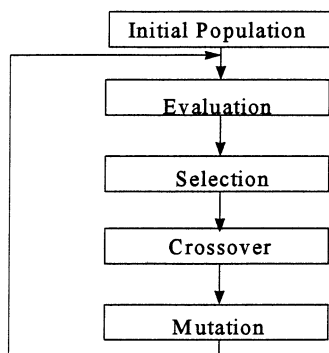 Initial Population
Evaluation
Selection
Crossover
Mutation